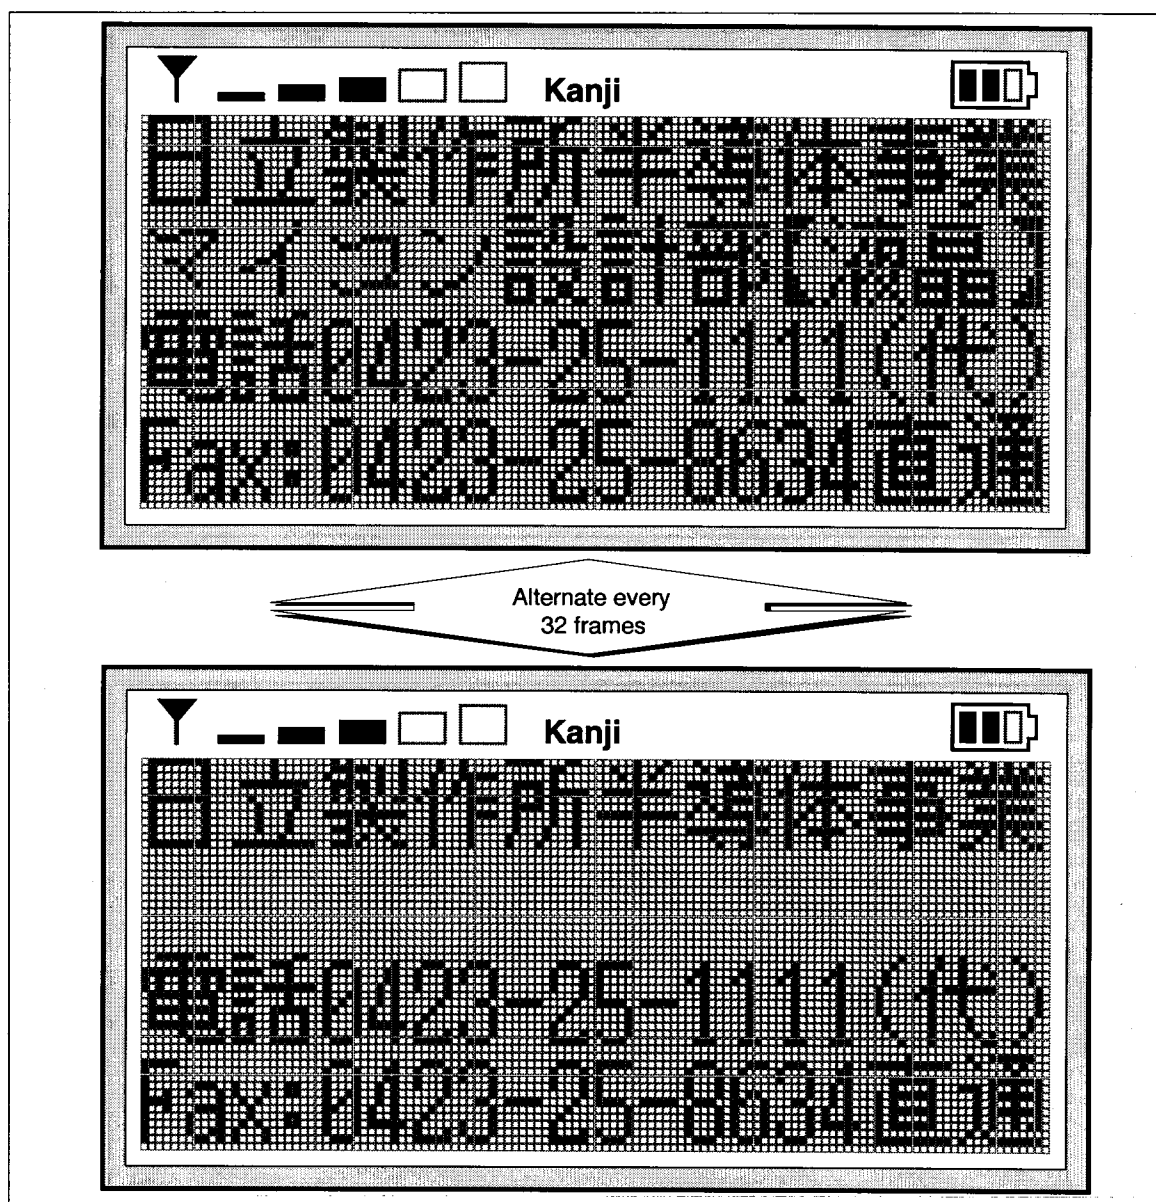 Kanji
日立製作所半導体事業
マイコン設計部【液晶】
電話0423-25-1111(代)
Fax:0423-25-8634直通
Alternate every
32 frames
Kanji
日立製作所半導体事業
電話0423-25-1111(代)
Fax:0423-25-8634直通